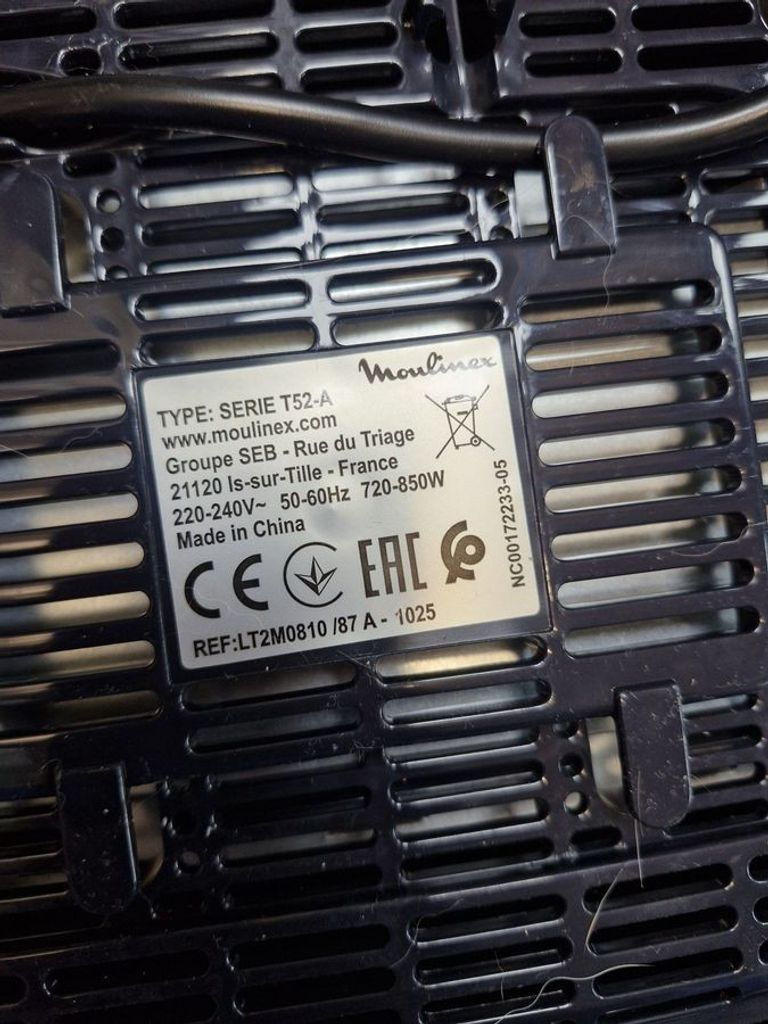 Moulinex
TYPE: SERIE T52-A
www.moulinex.com
Groupe SEB - Rue du Triage
21120 Is-sur-Tille - France
220-240V~ 50-60Hz 720-850W
Made in China
CE EAC
REF:LT2M0810 /87 A - 1025
NC00172233-05